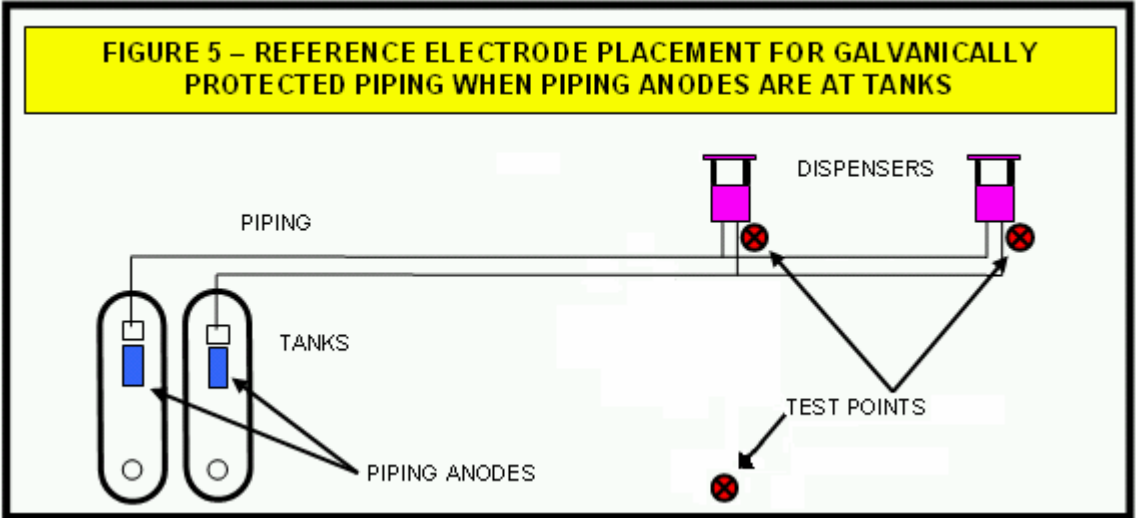 FIGURE 5 – REFERENCE ELECTRODE PLACEMENT FOR GALVANICALLY
PROTECTED PIPING WHEN PIPING ANODES ARE AT TANKS
DISPENSERS
PIPING
TANKS
TEST POINTS
PIPING ANODES